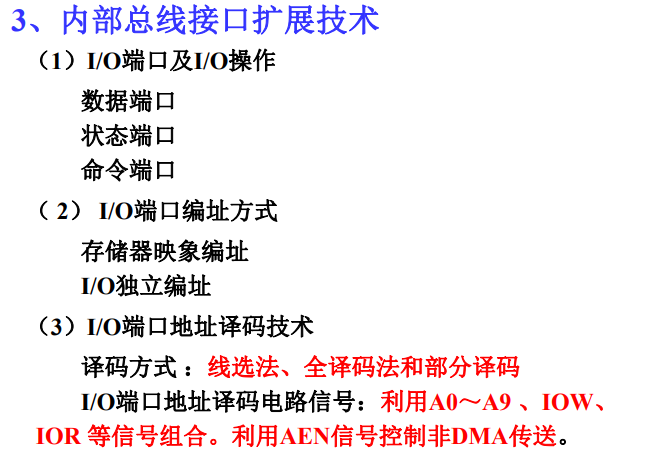 3、内部总线接口扩展技术
（1）I/O端口及I/O操作
数据端口
状态端口
命令端口
（ 2） I/O端口编址方式
存储器映象编址
I/O独立编址
（3）I/O端口地址译码技术
译码方式 ：线选法、全译码法和部分译码
I/O端口地址译码电路信号：利用A0～A9 、IOW、
IOR 等信号组合。利用AEN信号控制非DMA传送。